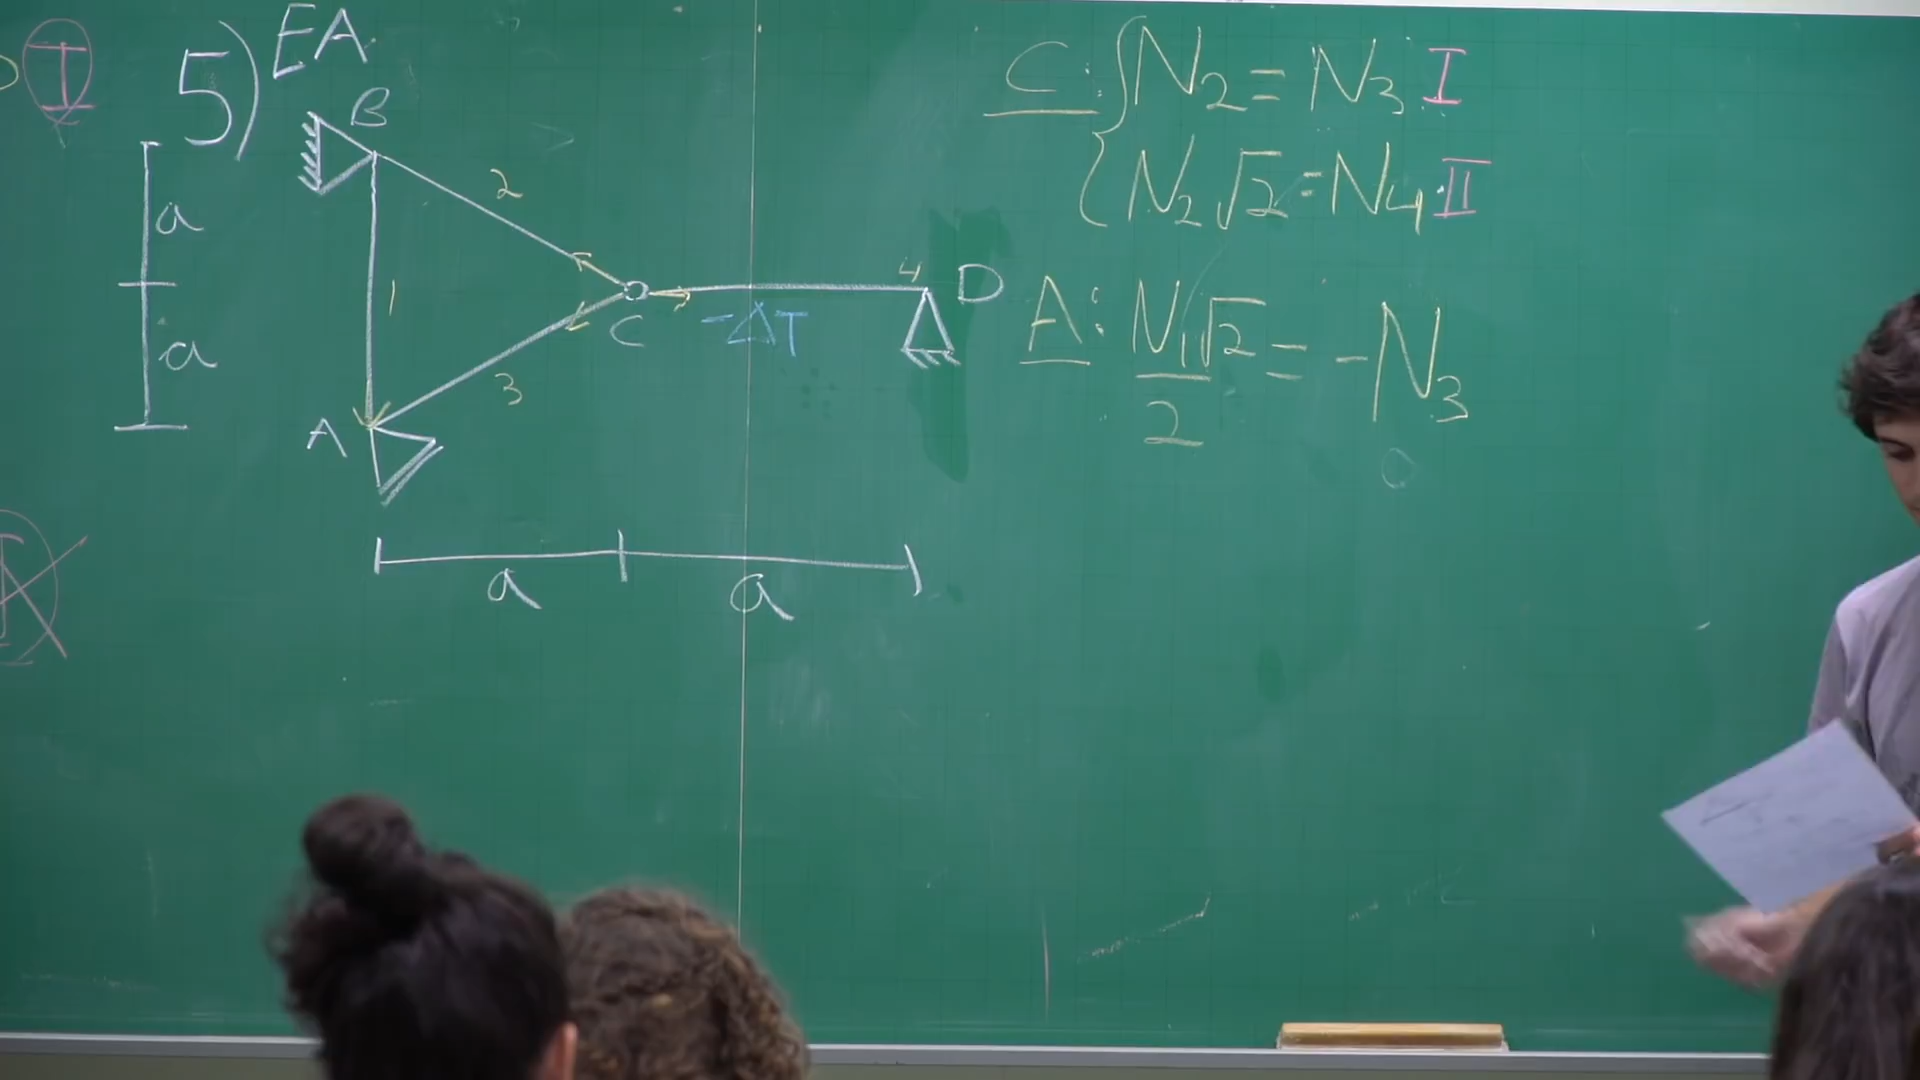 I 5) EA
B
a
2
1
4 D
C -ΔT
a
3
A
a a
C: { N₂ = N₃ I
N₂√2 = N₄ II
A: N₁√2/2 = -N₃